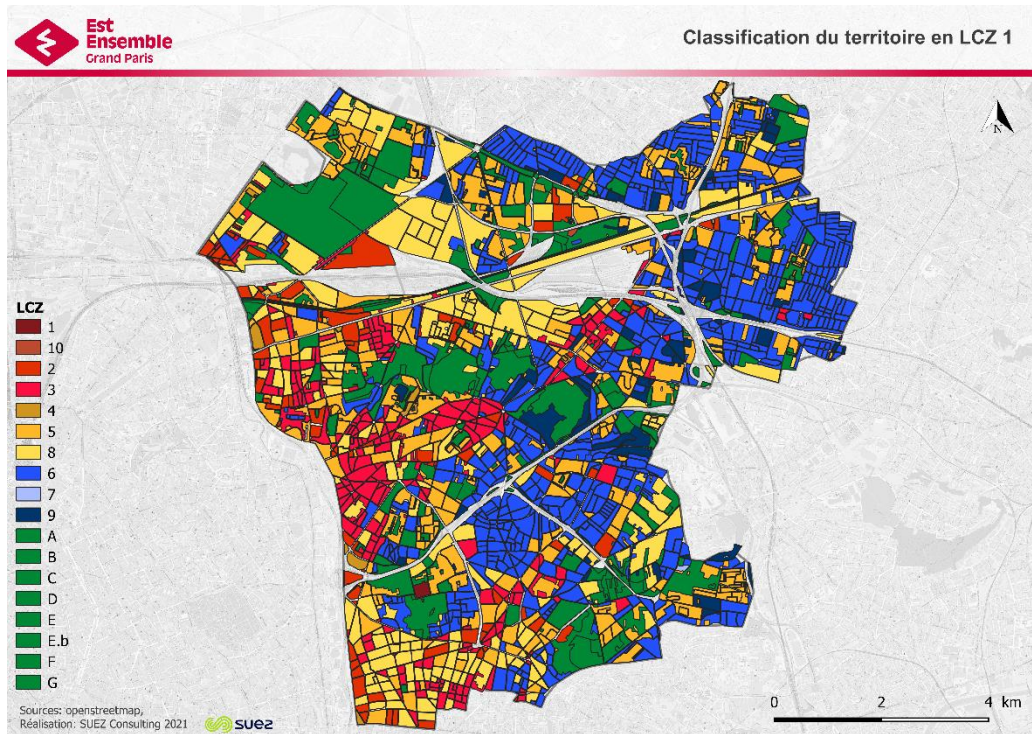 Est
Ensemble
Grand Paris
Classification du territoire en LCZ 1
N
LCZ
1
10
2
3
4
5
8
6
7
9
A
B
C
D
E
E.b
F
G
Sources: openstreetmap,
Réalisation: SUEZ Consulting 2021
suez
0 2 4 km